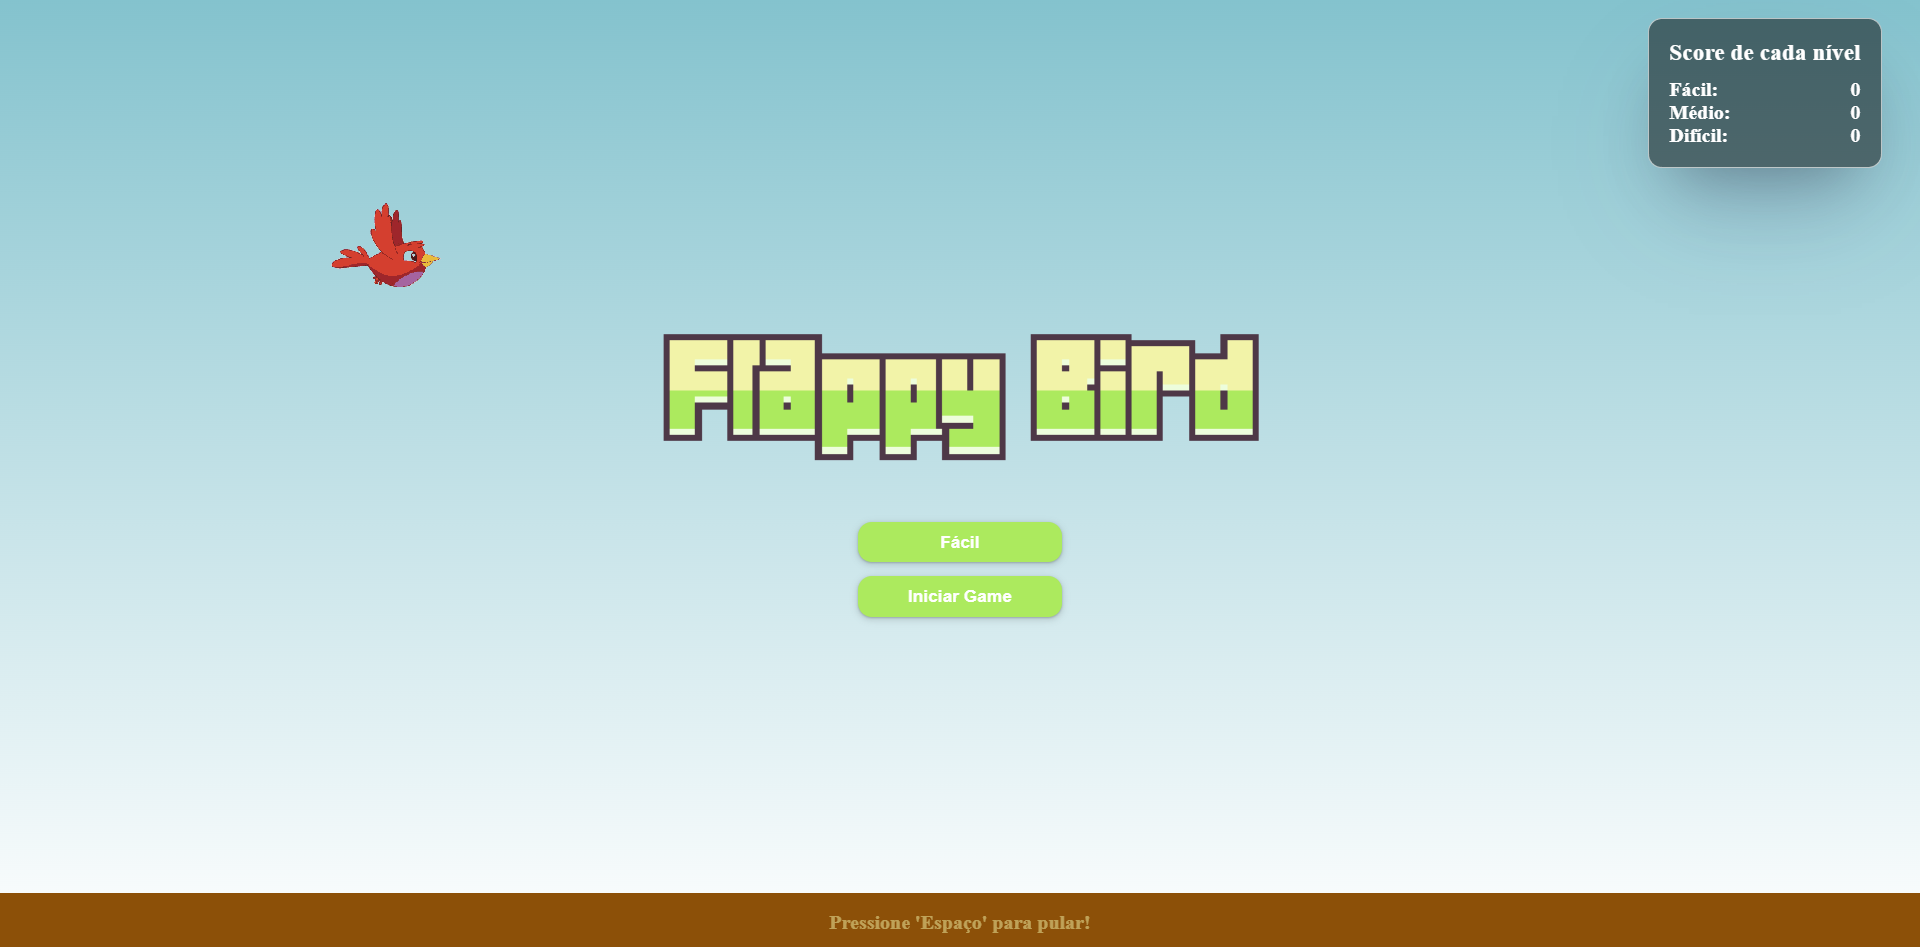 Score de cada nível
Fácil: 0
Médio: 0
Difícil: 0
Flappy Bird
Fácil
Iniciar Game
Pressione 'Espaço' para pular!